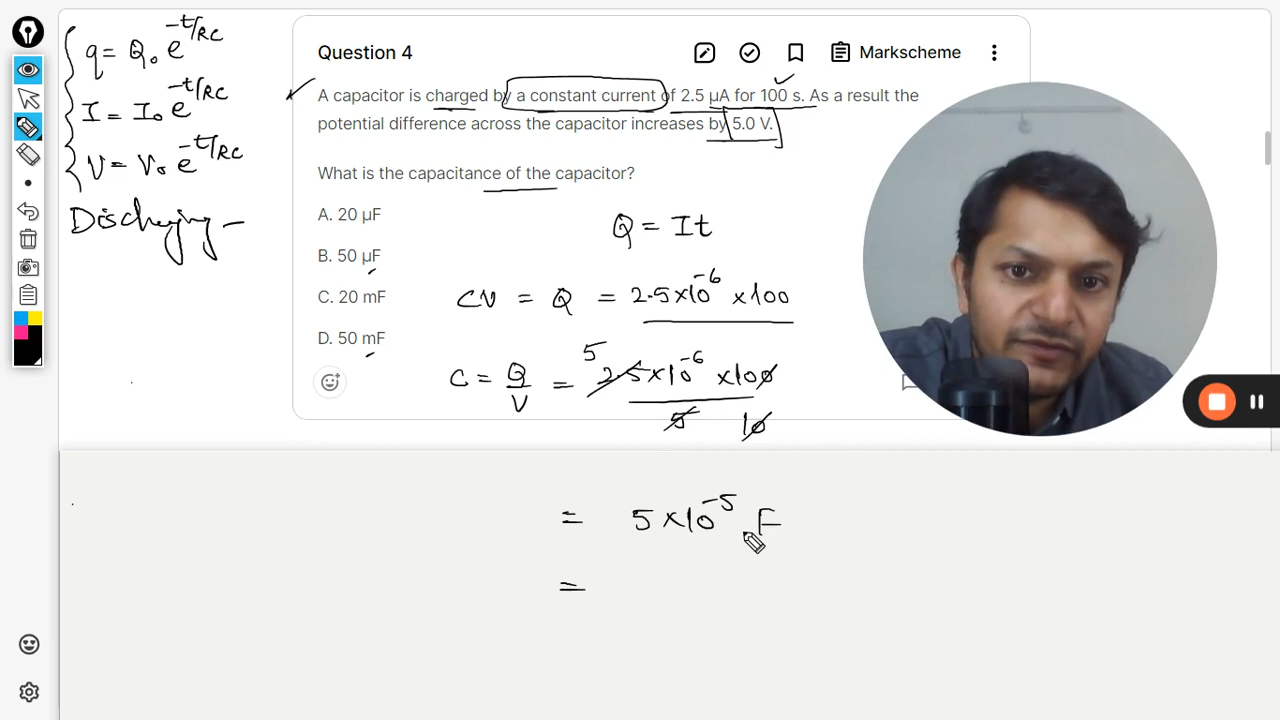 q = Q₀ e^-t/RC
I = I₀ e^-t/RC
V = V₀ e^-t/RC
Discharging –
Question 4
Markscheme
A capacitor is charged by a constant current of 2.5 µA for 100 s. As a result the
potential difference across the capacitor increases by 5.0 V.
What is the capacitance of the capacitor?
A. 20 µF
B. 50 µF
C. 20 mF
D. 50 mF
Q = It
CV = Q = 2.5×10^-6 ×100
C = Q/V = 2.5×10^-6 ×100 / 5
5
10
= 5×10^-5 F
=